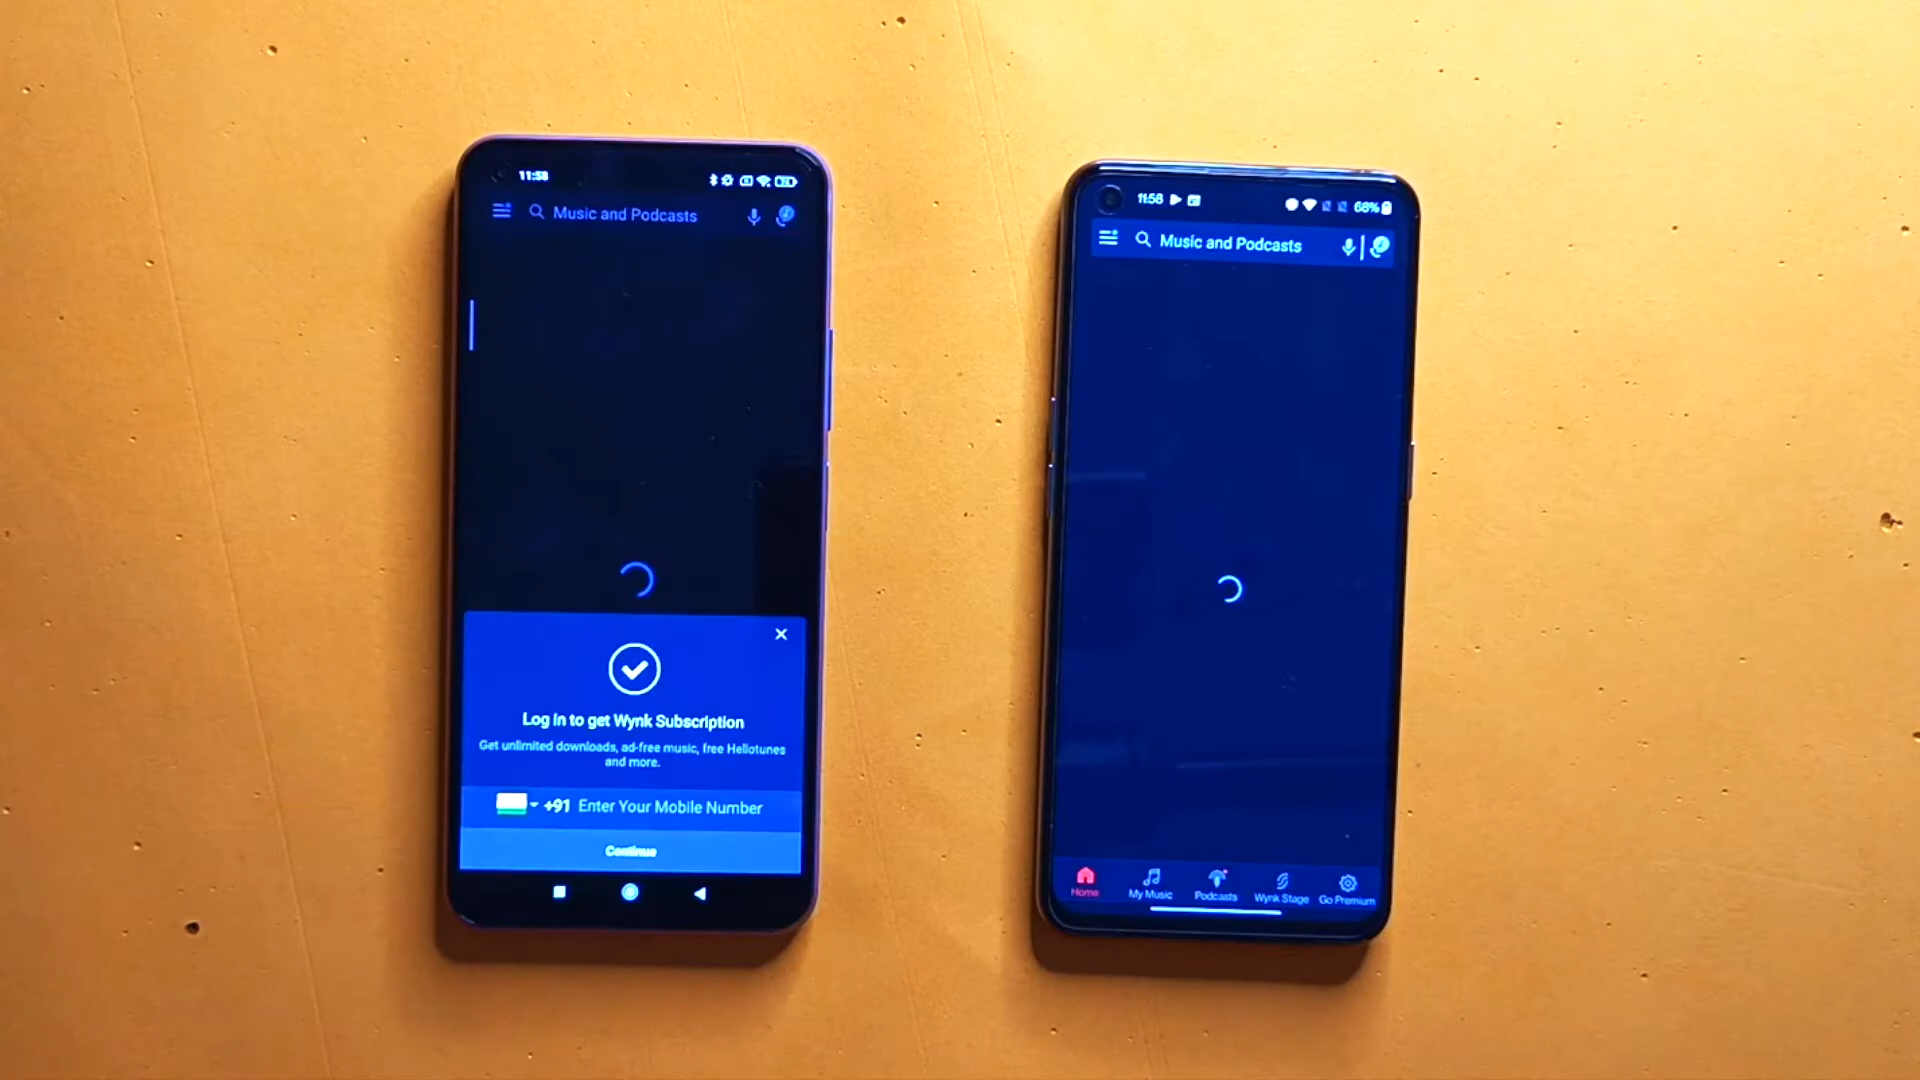 11:58
Music and Podcasts
Log in to get Wynk Subscription
Get unlimited downloads, ad-free music, free Hellotunes
and more.
+91 Enter Your Mobile Number
Continue
11:58
68%
Music and Podcasts
Home
My Music
Podcasts
Wynk Stage
Go Premium